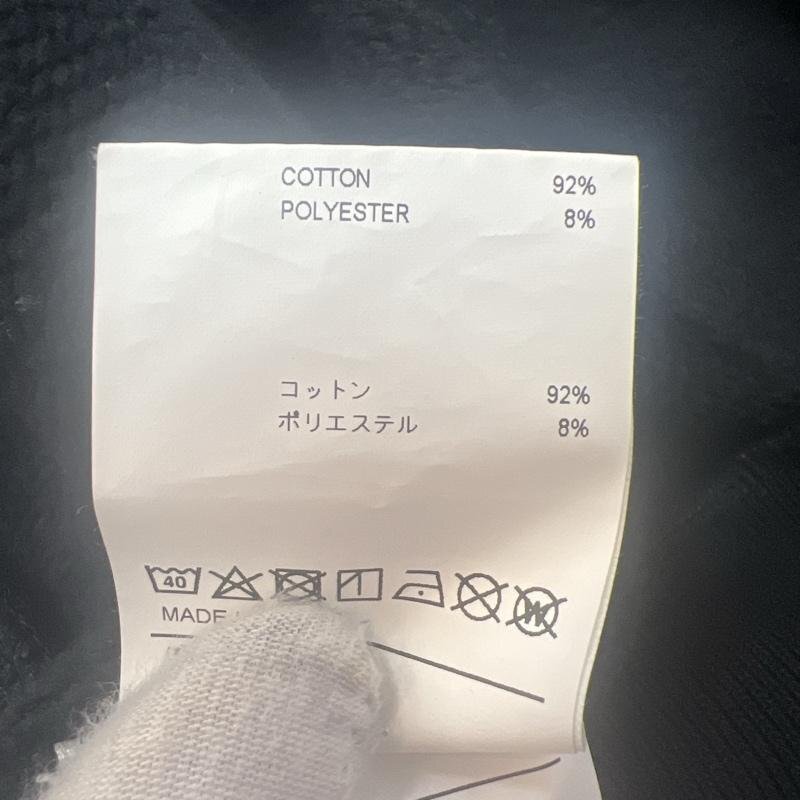 COTTON 92%
POLYESTER 8%
コットン 92%
ポリエステル 8%
40
W
MADE